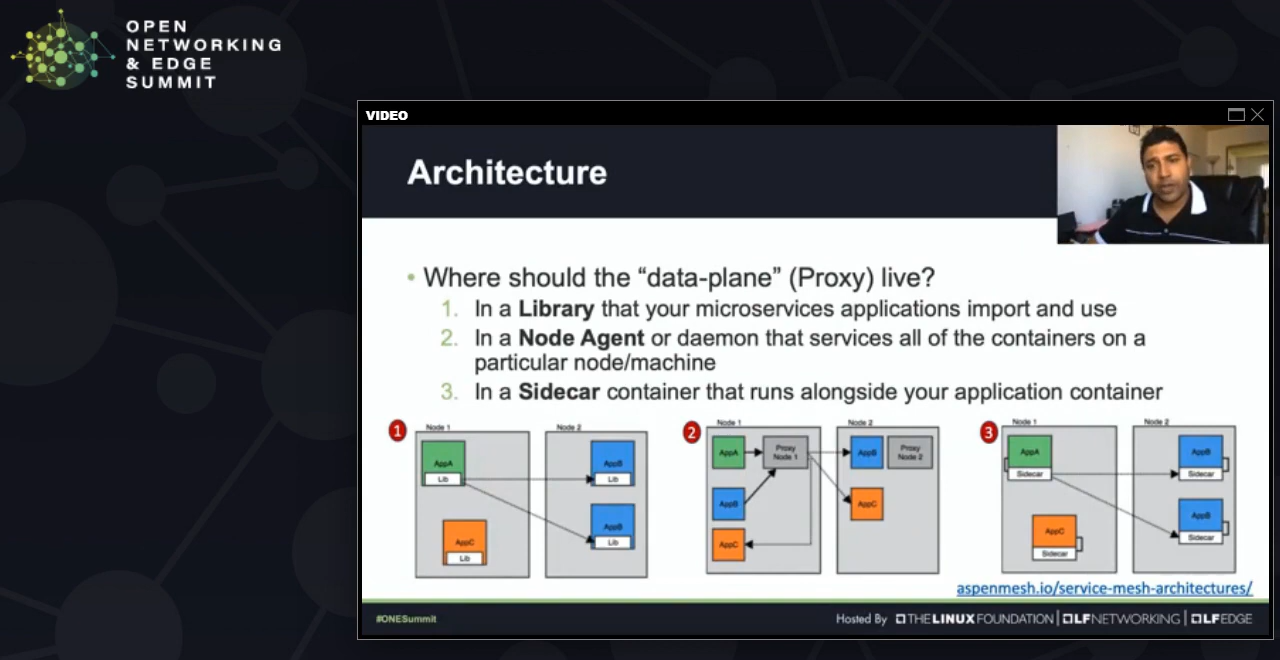 OPEN
NETWORKING
& EDGE
SUMMIT
VIDEO
Architecture
• Where should the “data-plane” (Proxy) live?
1. In a Library that your microservices applications import and use
2. In a Node Agent or daemon that services all of the containers on a
particular node/machine
3. In a Sidecar container that runs alongside your application container
1
Node 1
AppA
Lib
AppC
Lib
Node 2
AppB
Lib
AppB
Lib
2
Node 1
AppA
Proxy
Node 1
AppB
AppC
Node 2
AppB
Proxy
Node 2
AppC
3
Node 1
AppA
Sidecar
AppC
Sidecar
Node 2
AppB
Sidecar
AppB
Sidecar
aspenmesh.io/service-mesh-architectures/
#ONESummit
Hosted By THE LINUX FOUNDATION | LF NETWORKING | LF EDGE